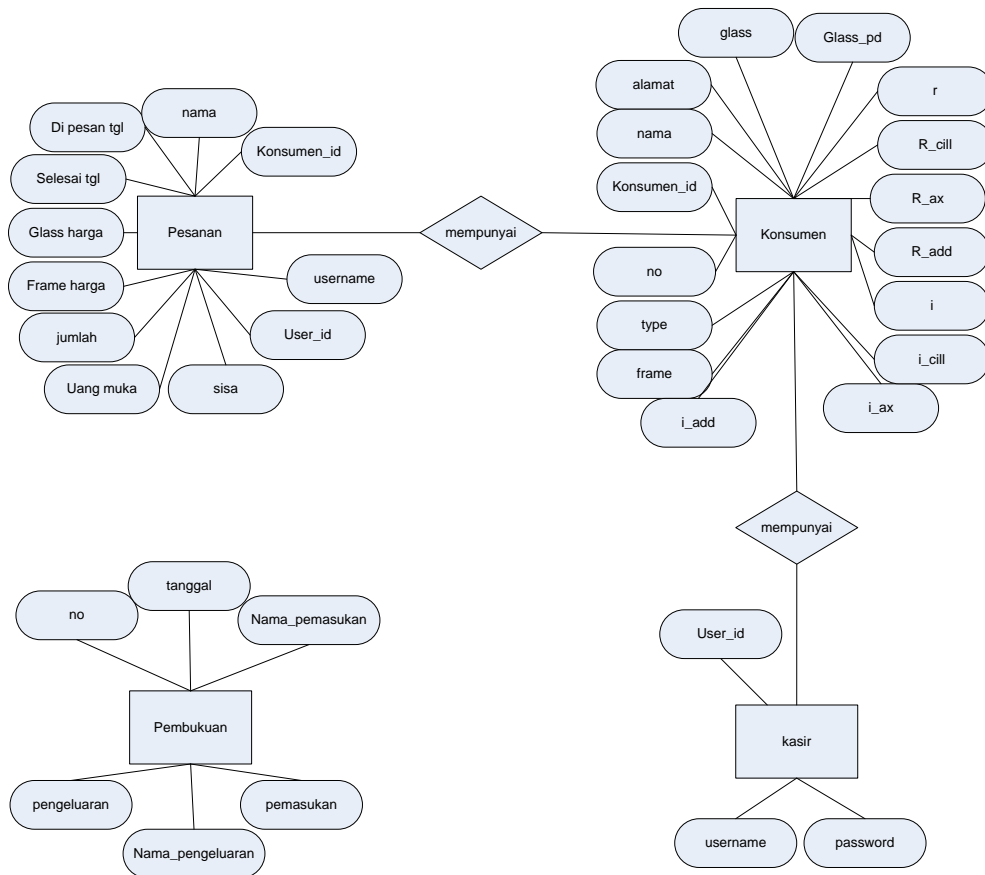 glass
Glass_pd
alamat
r
nama
Di pesan tgl
nama
R_cill
Konsumen_id
Selesai tgl
Konsumen_id
R_ax
Glass harga
Pesanan
mempunyai
Konsumen
R_add
Frame harga
username
no
i
jumlah
User_id
type
i_cill
Uang muka
sisa
frame
i_ax
i_add
mempunyai
tanggal
no
Nama_pemasukan
User_id
Pembukuan
kasir
pengeluaran
pemasukan
Nama_pengeluaran
username
password